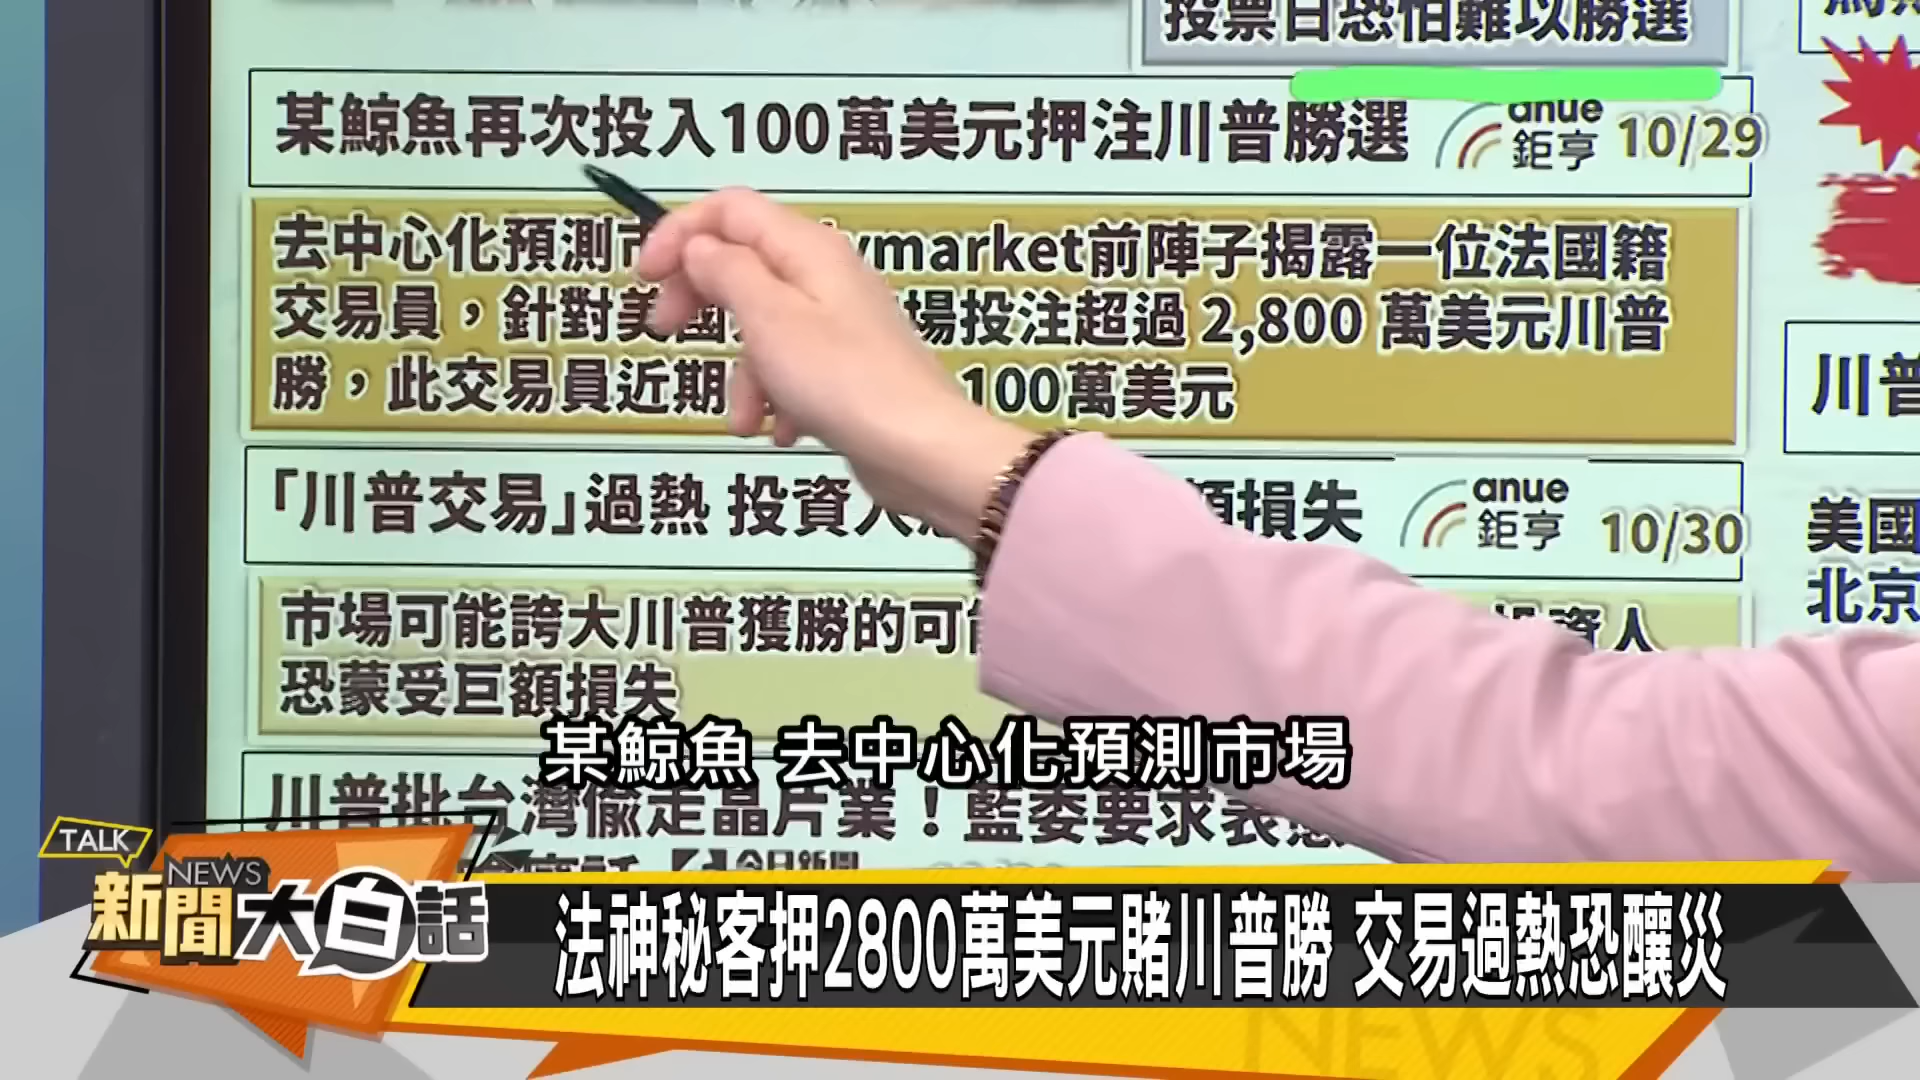 投票日恐怕難以勝選
某鯨魚再次投入100萬美元押注川普勝選
anue
鉅亨
10/29
去中心化預測市 ymarket前陣子揭露一位法國籍
交易員，針對美國 場投注超過 2,800 萬美元川普
勝，此交易員近期 100萬美元
「川普交易」過熱 投資人 額損失
anue
鉅亨
10/30
市場可能誇大川普獲勝的可能 投資人
恐蒙受巨額損失
川普
美國
北京
某鯨魚 去中心化預測市場
川普批台灣偷走晶片業！藍委要求表
TALK
NEWS
新聞大白話
法神秘客押2800萬美元賭川普勝 交易過熱恐釀災
NEWS